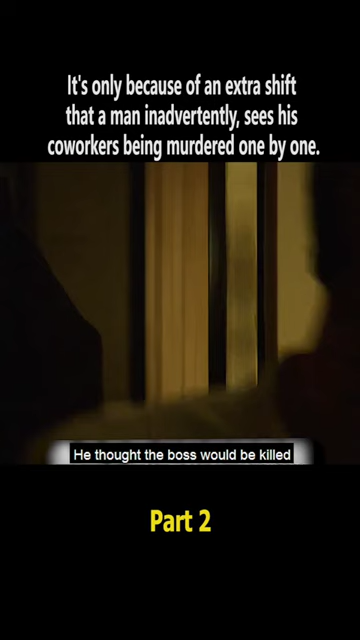 It's only because of an extra shift
that a man inadvertently, sees his
coworkers being murdered one by one.
He thought the boss would be killed
Part 2